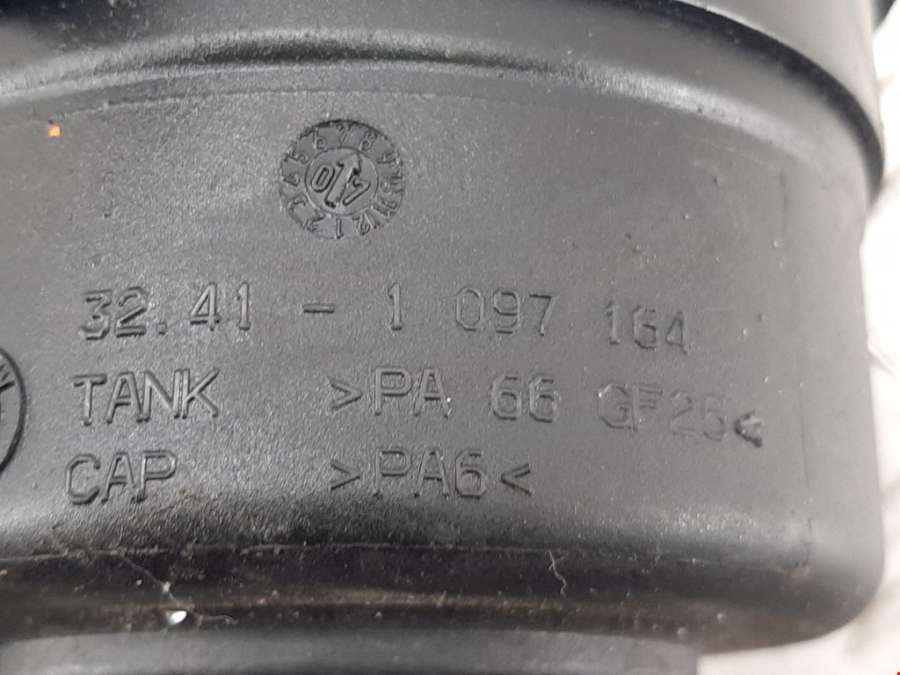 32.41 - 1 097 164
TANK >PA 66 GF25<
CAP >PA6<